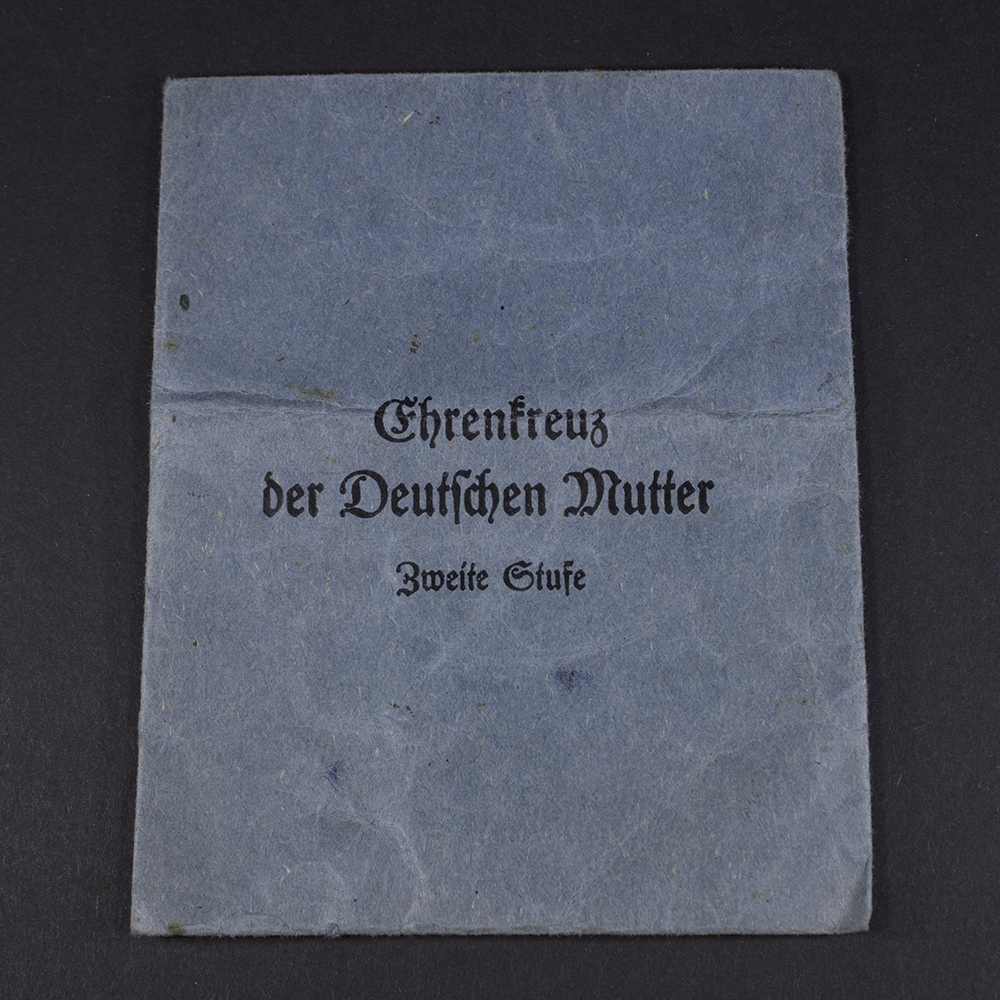 Ehrenkreuz
der Deutſchen Mutter
Zweite Stufe